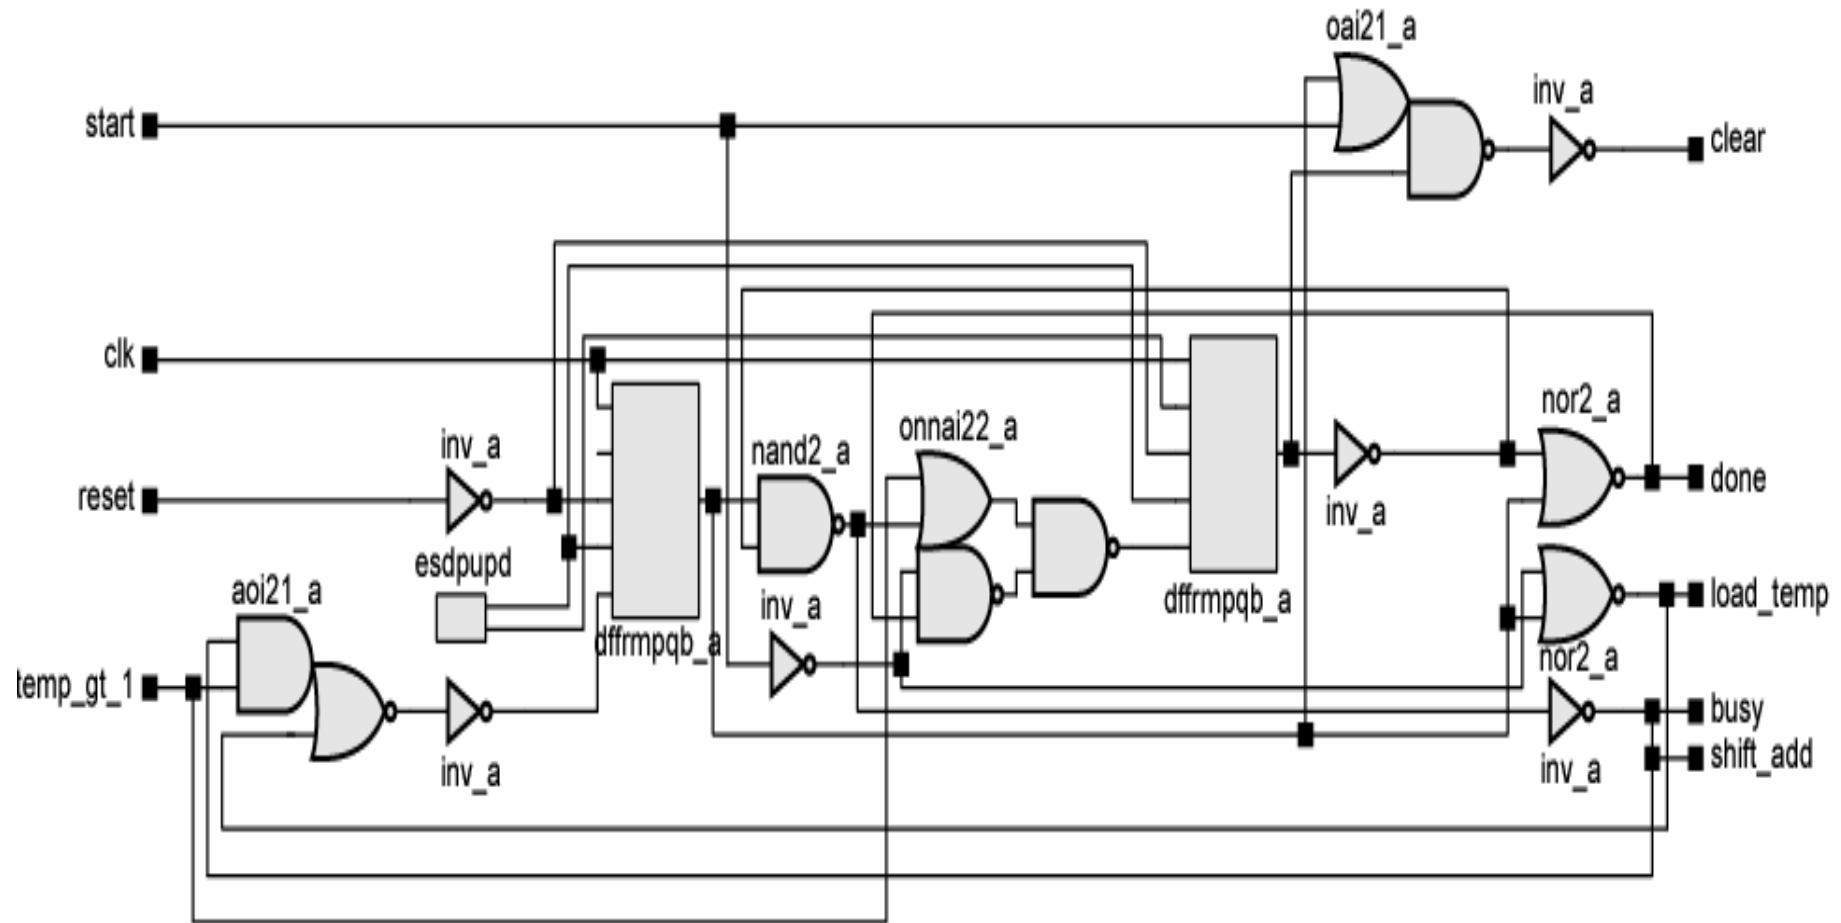 oai21_a
inv_a
start
clear
clk
nor2_a
onnai22_a
inv_a
nand2_a
reset
done
inv_a
esdpupd
aoi21_a
inv_a
dffrmpqb_a
load_temp
dffrmpqb_a
nor2_a
temp_gt_1
busy
shift_add
inv_a
inv_a